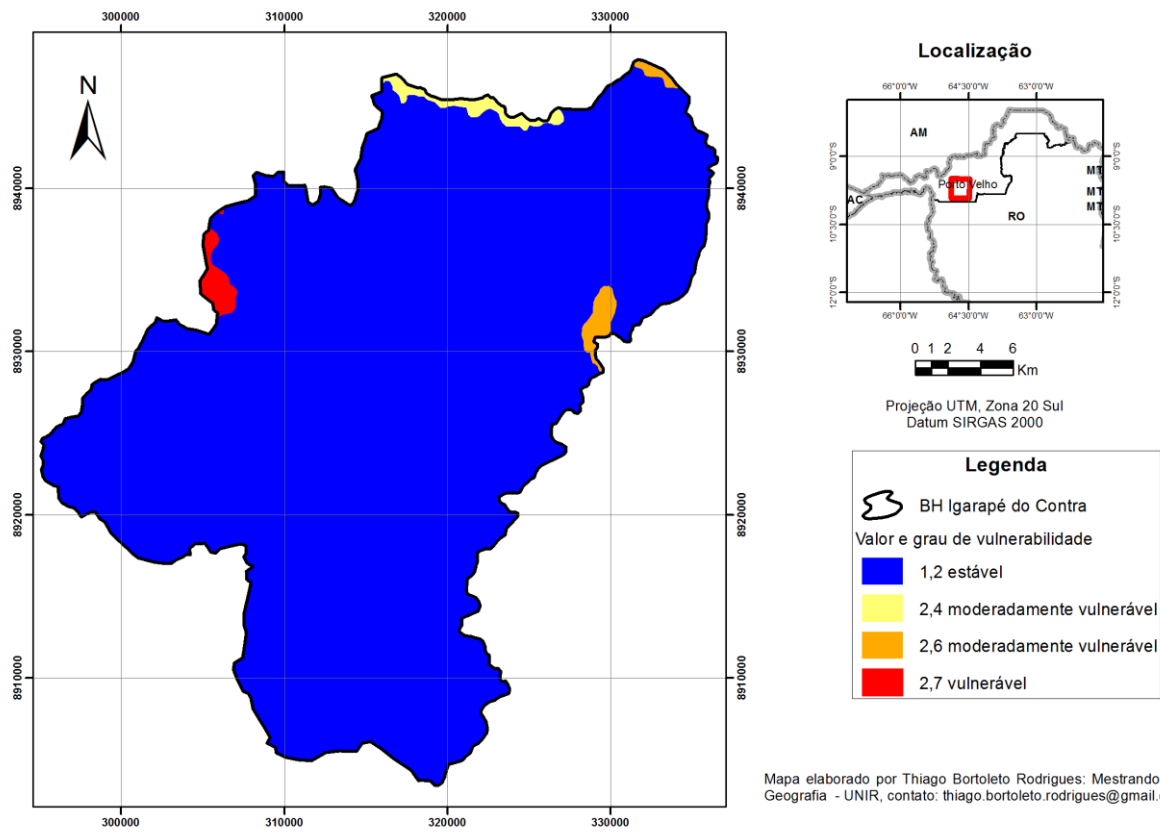 300000 310000 320000 330000
N
8940000 8940000
8930000 8930000
8920000 8920000
8910000 8910000
300000 310000 320000 330000
Localização
66°0'0"W 64°30'0"W 63°0'0"W
9°0'0"S 9°0'0"S
10°30'0"S 10°30'0"S
12°0'0"S 12°0'0"S
AM
MT
Porto Velho
MT
AC
MT
RO
66°0'0"W 64°30'0"W 63°0'0"W
0 1 2 4 6
Km
Projeção UTM, Zona 20 Sul
Datum SIRGAS 2000
Legenda
BH Igarapé do Contra
Valor e grau de vulnerabilidade
1,2 estável
2,4 moderadamente vulnerável
2,6 moderadamente vulnerável
2,7 vulnerável
Mapa elaborado por Thiago Bortoleto Rodrigues: Mestrando
Geografia - UNIR, contato: thiago.bortoleto.rodrigues@gmail.